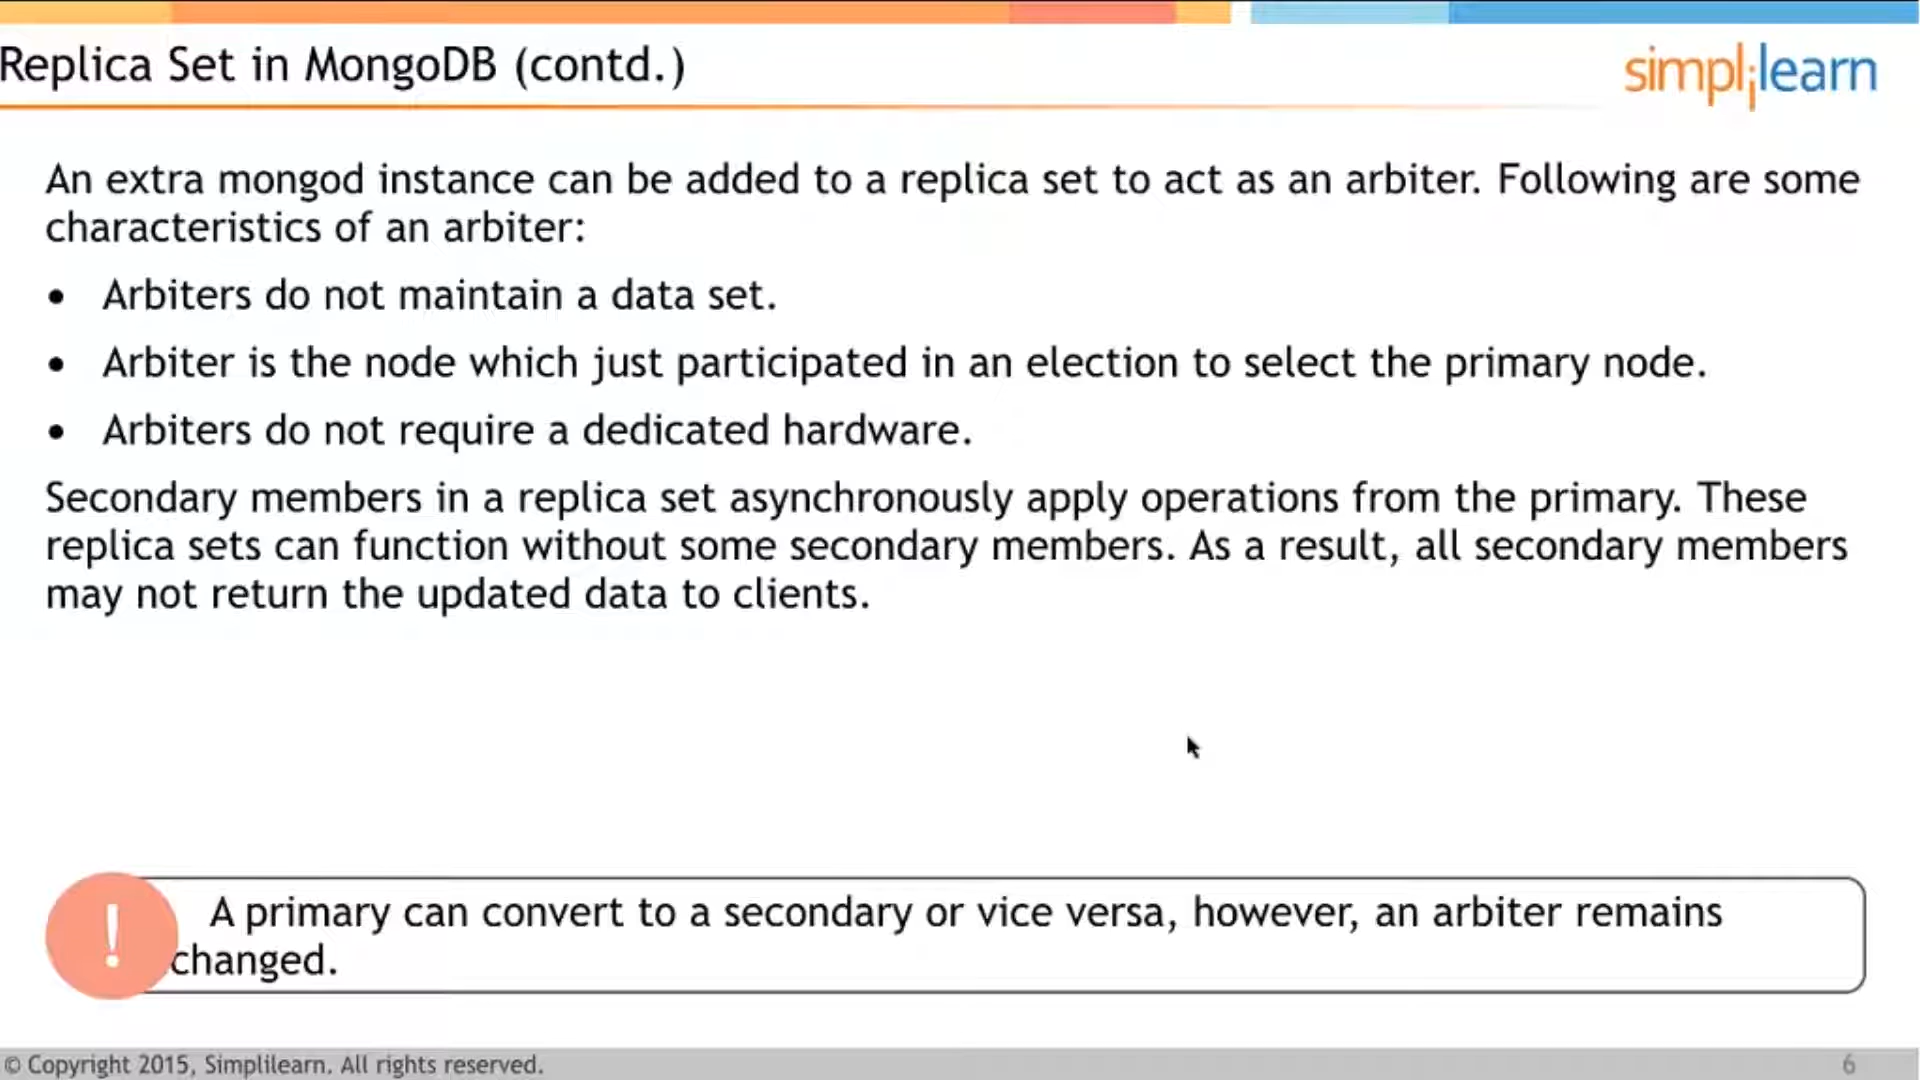 Replica Set in MongoDB (contd.)
simplilearn
An extra mongod instance can be added to a replica set to act as an arbiter. Following are some
characteristics of an arbiter:
• Arbiters do not maintain a data set.
• Arbiter is the node which just participated in an election to select the primary node.
• Arbiters do not require a dedicated hardware.
Secondary members in a replica set asynchronously apply operations from the primary. These
replica sets can function without some secondary members. As a result, all secondary members
may not return the updated data to clients.
!
A primary can convert to a secondary or vice versa, however, an arbiter remains
changed.
© Copyright 2015, Simplilearn. All rights reserved.
6